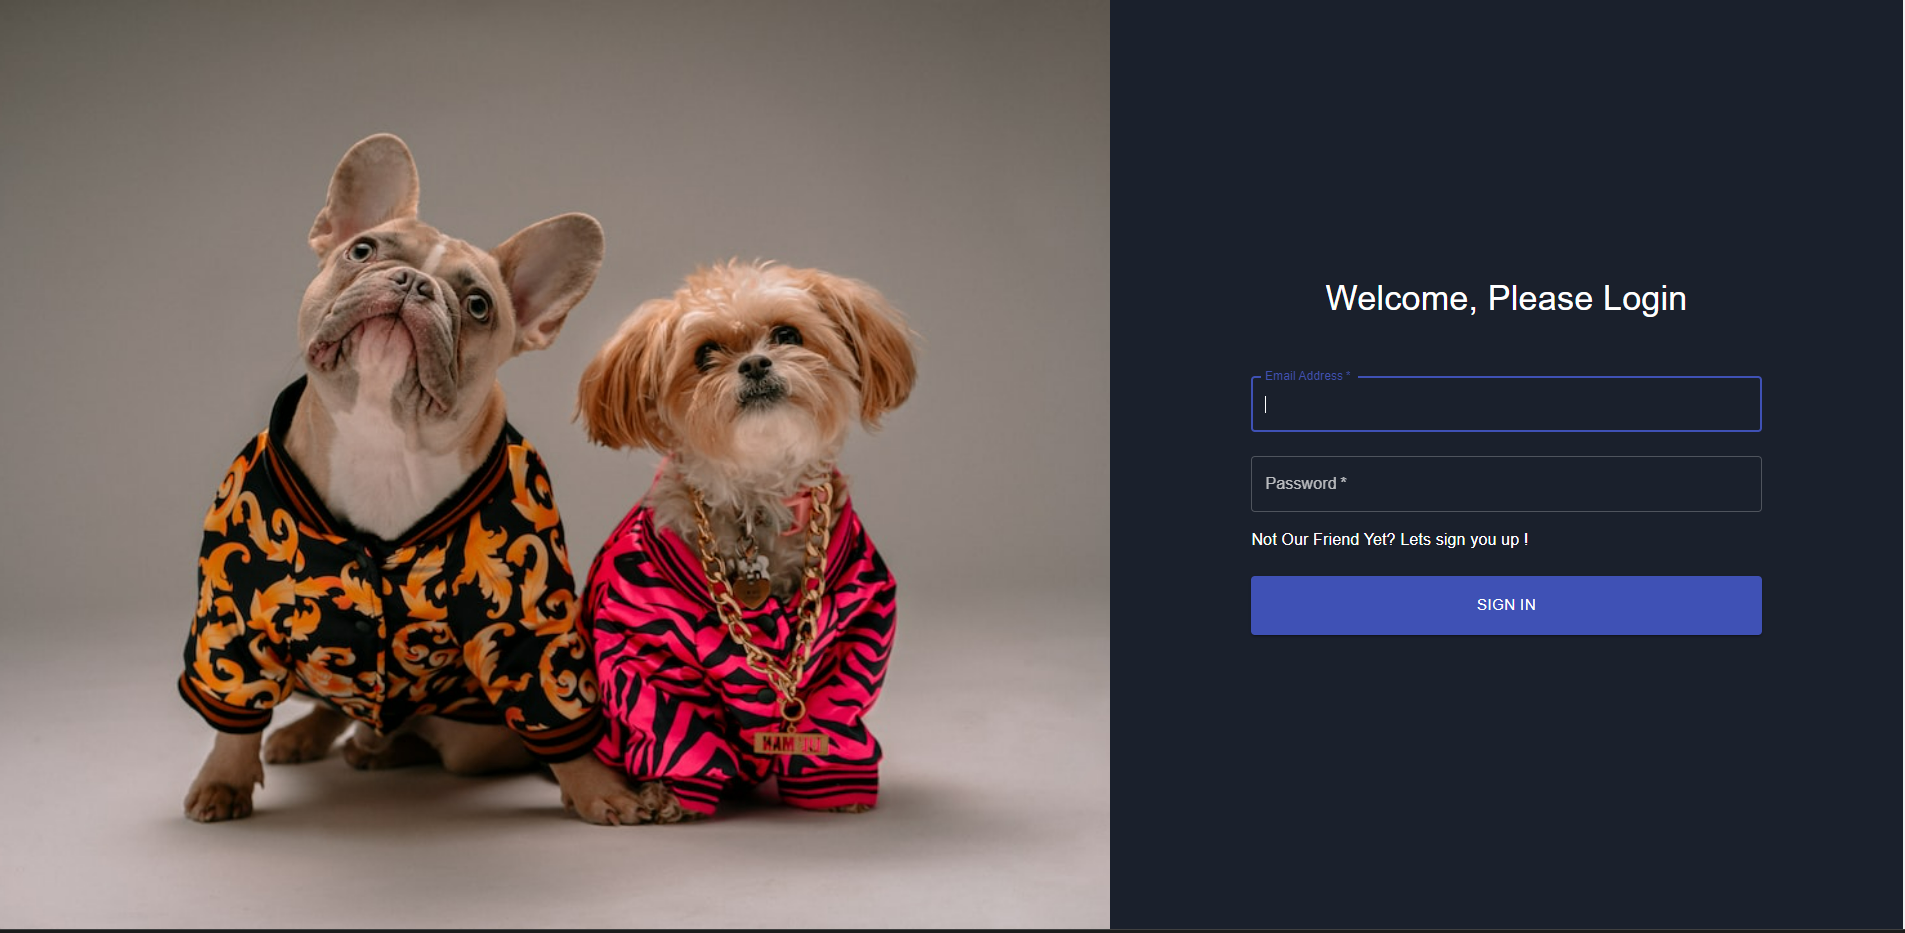 Welcome, Please Login
Email Address *
Password *
Not Our Friend Yet? Lets sign you up !
SIGN IN